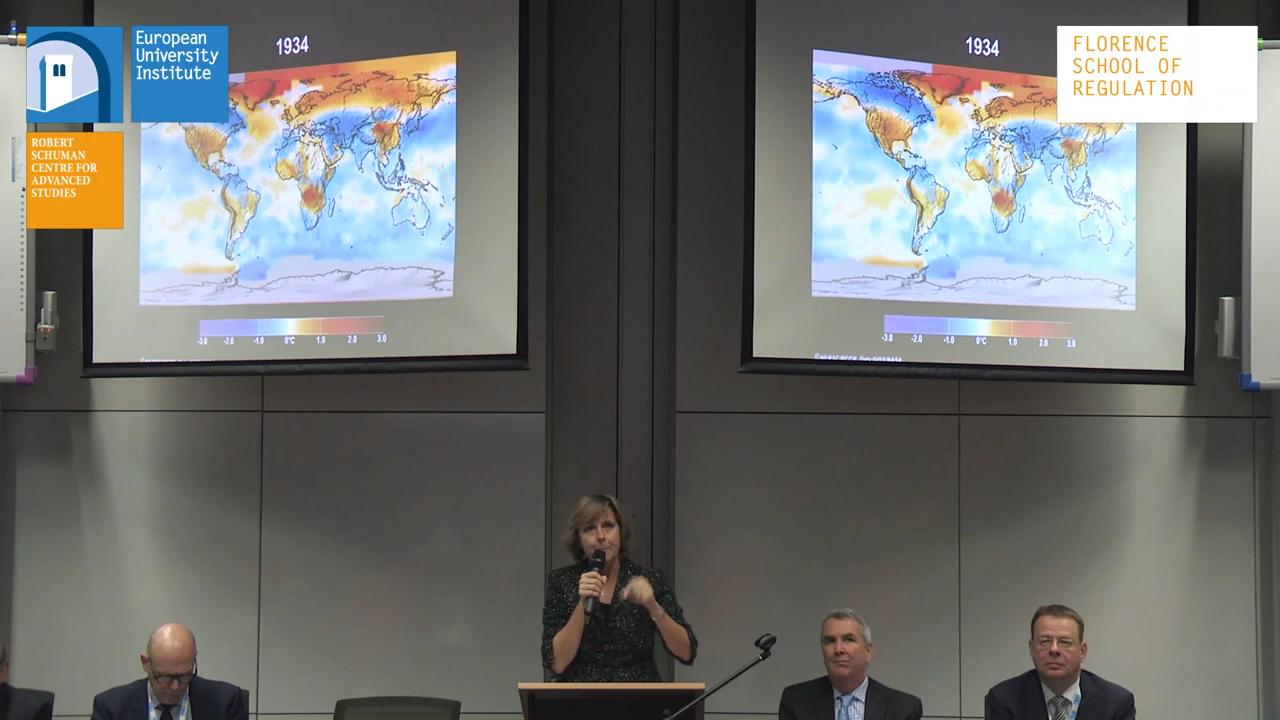 European
University
Institute
ROBERT
SCHUMAN
CENTRE FOR
ADVANCED
STUDIES
1934
-3.0 -2.0 -1.0 0°C 1.0 2.0 3.0
1934
-3.0 -2.0 -1.0 0°C 1.0 2.0 3.0
FLORENCE
SCHOOL OF
REGULATION